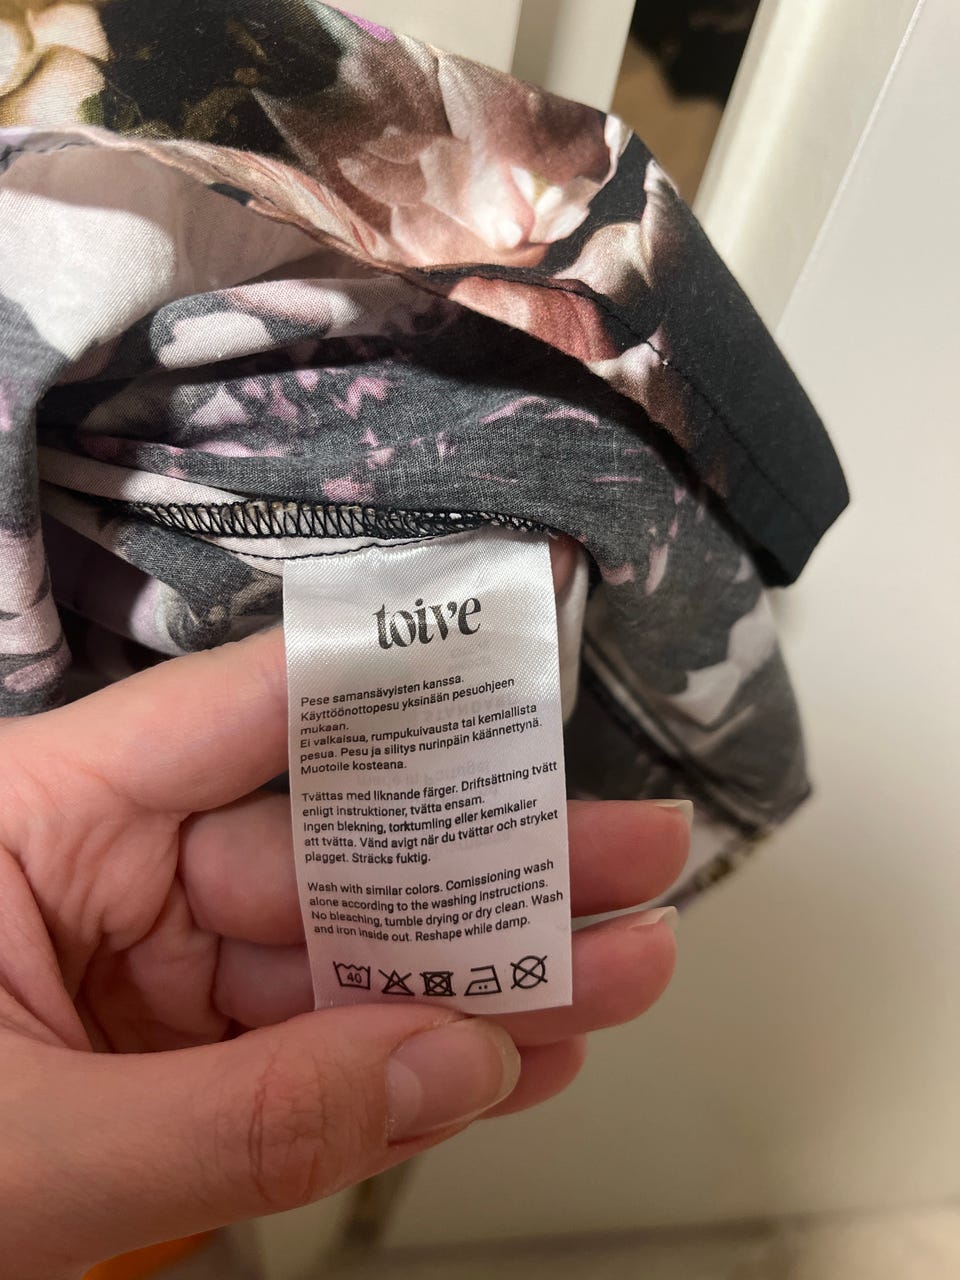 toive
Pese samansävyisten kanssa.
Käyttöönottopesu yksinään pesuohjeen
mukaan.
Ei valkaisua, rumpukuivausta tai kemiallista
pesua. Pesu ja silitys nurinpäin käännettynä.
Muotoile kosteana.
Tvättas med liknande färger. Driftsättning tvätt
enligt instruktioner, tvätta ensam.
Ingen blekning, torktumling eller kemikalier
att tvätta. Vänd avigt när du tvättar och stryket
plagget. Sträcks fuktig.
Wash with similar colors. Comissioning wash
alone according to the washing instructions.
No bleaching, tumble drying or dry clean. Wash
and iron inside out. Reshape while damp.
40